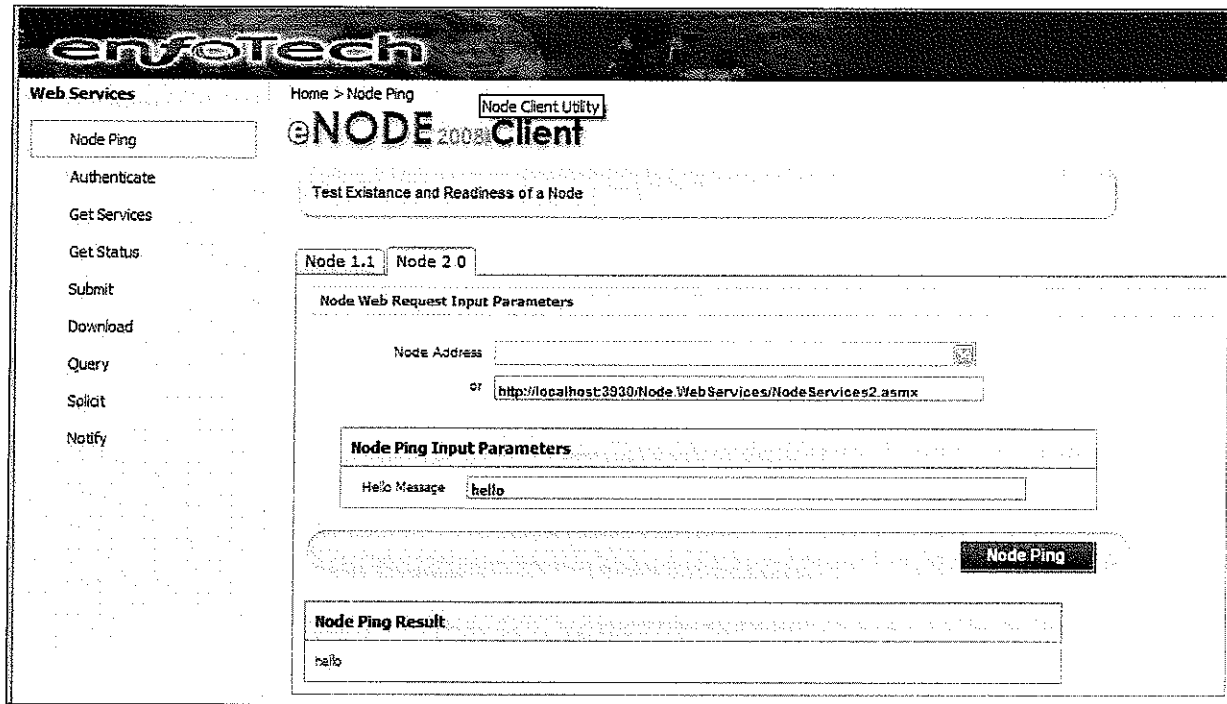 enfoTech
Web Services
Node Ping
Authenticate
Get Services
Get Status
Submit
Download
Query
Solicit
Notify
Home > Node Ping
Node Client Utility
eNODE 2008 Client
Test Existance and Readiness of a Node
Node 1.1
Node 2.0
Node Web Request Input Parameters
Node Address
or
http://localhost:3930/Node.WebServices/NodeServices2.asmx
Node Ping Input Parameters
Hello Message
hello
Node Ping
Node Ping Result
hello